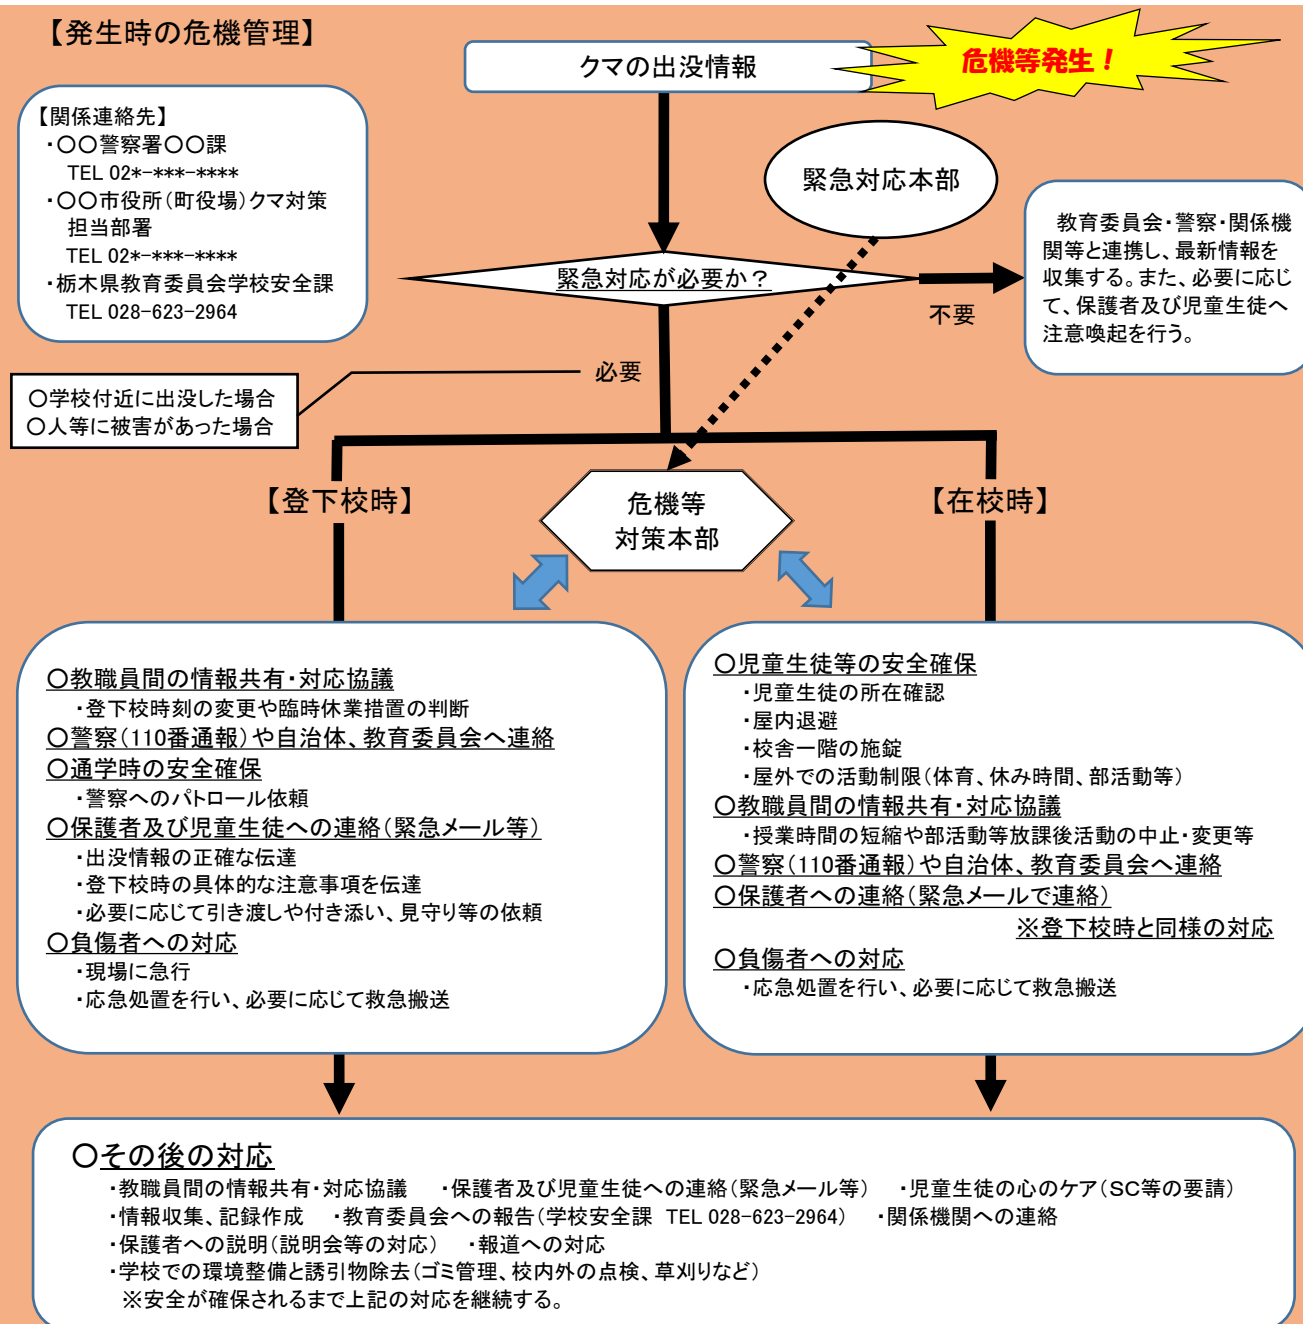 【発生時の危機管理】
クマの出没情報
危機等発生！
【関係連絡先】
・〇〇警察署〇〇課
TEL 02*-***-****
・〇〇市役所（町役場）クマ対策
担当部署
TEL 02*-***-****
・栃木県教育委員会学校安全課
TEL 028-623-2964
緊急対応本部
緊急対応が必要か？
不要
教育委員会・警察・関係機
関等と連携し、最新情報を
収集する。また、必要に応じ
て、保護者及び児童生徒へ
注意喚起を行う。
必要
〇学校付近に出没した場合
〇人等に被害があった場合
【登下校時】
危機等
対策本部
【在校時】
〇教職員間の情報共有・対応協議
・登下校時刻の変更や臨時休業措置の判断
〇警察（110番通報）や自治体、教育委員会へ連絡
〇通学時の安全確保
・警察へのパトロール依頼
〇保護者及び児童生徒への連絡（緊急メール等）
・出没情報の正確な伝達
・登下校時の具体的な注意事項を伝達
・必要に応じて引き渡しや付き添い、見守り等の依頼
〇負傷者への対応
・現場に急行
・応急処置を行い、必要に応じて救急搬送
〇児童生徒等の安全確保
・児童生徒の所在確認
・屋内退避
・校舎一階の施錠
・屋外での活動制限（体育、休み時間、部活動等）
〇教職員間の情報共有・対応協議
・授業時間の短縮や部活動等放課後活動の中止・変更等
〇警察（110番通報）や自治体、教育委員会へ連絡
〇保護者への連絡（緊急メールで連絡）
※登下校時と同様の対応
〇負傷者への対応
・応急処置を行い、必要に応じて救急搬送
〇その後の対応
・教職員間の情報共有・対応協議　・保護者及び児童生徒への連絡（緊急メール等）　・児童生徒の心のケア（SC等の要請）
・情報収集、記録作成　・教育委員会への報告（学校安全課 TEL 028-623-2964）　・関係機関への連絡
・保護者への説明（説明会等の対応）　・報道への対応
・学校での環境整備と誘引物除去（ゴミ管理、校内外の点検、草刈りなど）
※安全が確保されるまで上記の対応を継続する。